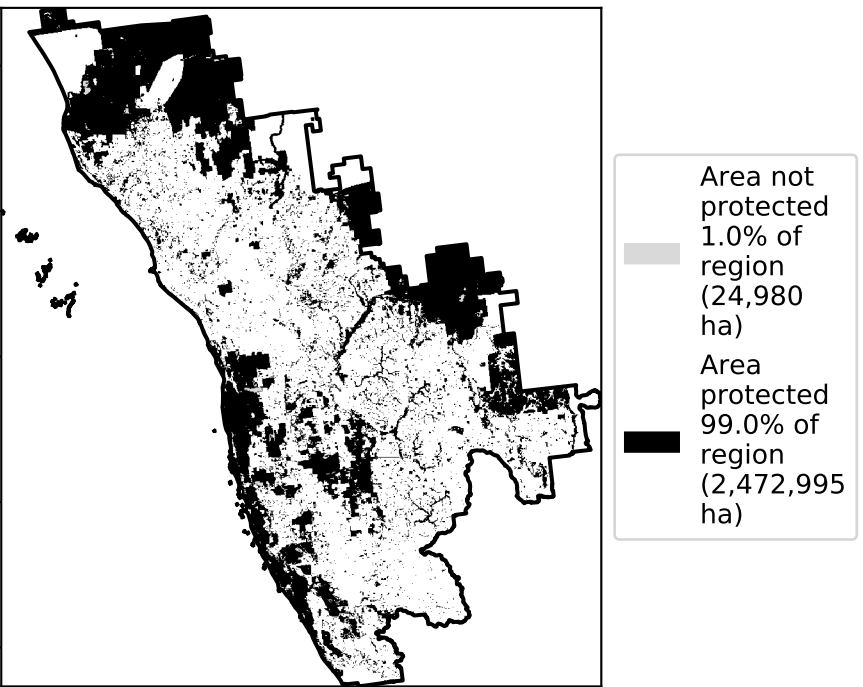 Area not
protected
1.0% of
region
(24,980
ha)
Area
protected
99.0% of
region
(2,472,995
ha)